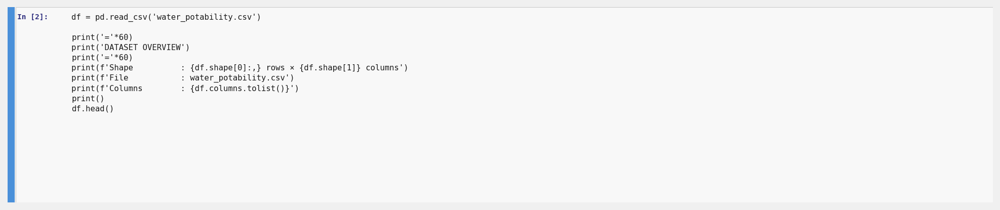 In [2]: df = pd.read_csv('water_potability.csv')
print('='*60)
print('DATASET OVERVIEW')
print('='*60)
print(f'Shape          : {df.shape[0]:,} rows × {df.shape[1]} columns')
print(f'File           : water_potability.csv')
print(f'Columns        : {df.columns.tolist()}')
print()
df.head()